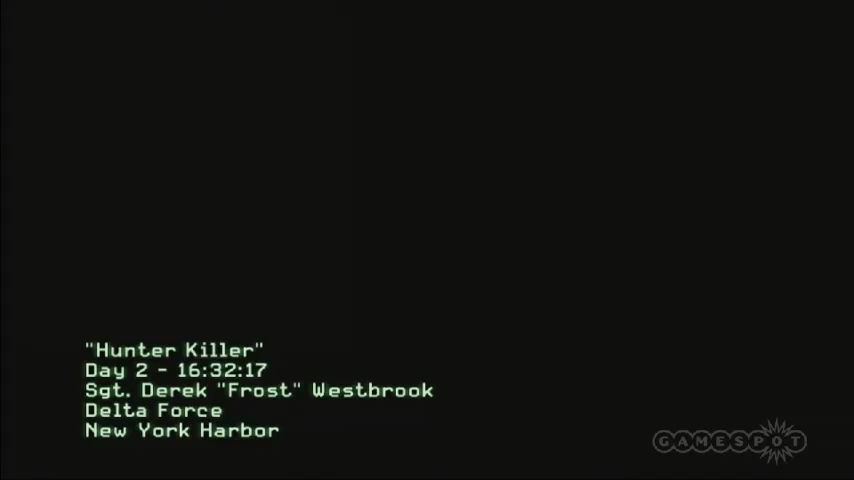 "Hunter Killer"
Day 2 - 16:32:17
Sgt. Derek "Frost" Westbrook
Delta Force
New York Harbor
GAMESPOT